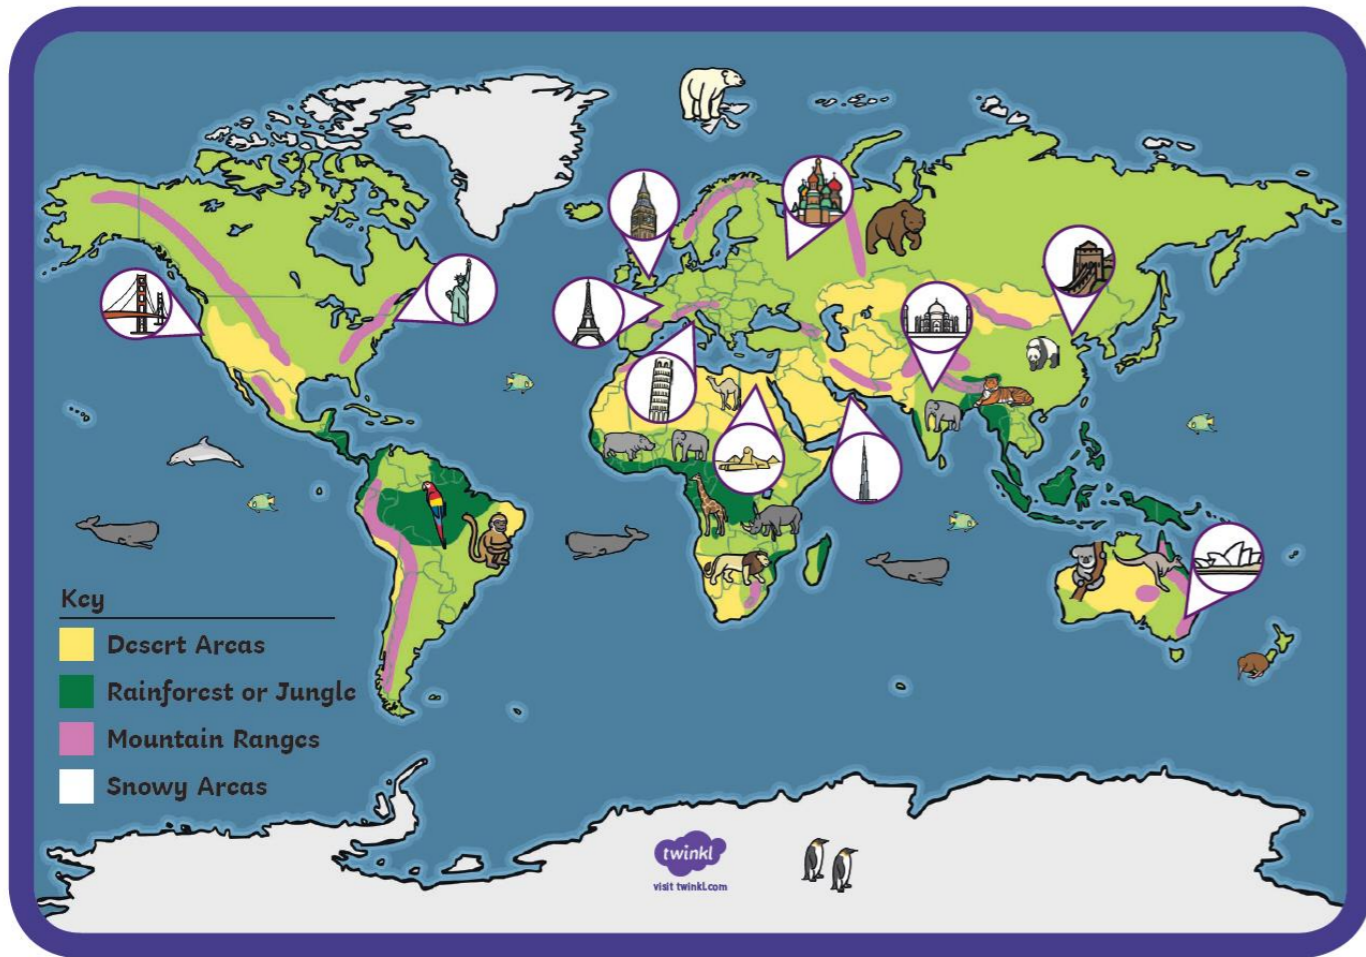 Key
Desert Areas
Rainforest or Jungle
Mountain Ranges
Snowy Areas
twinkl
visit twinkl.com